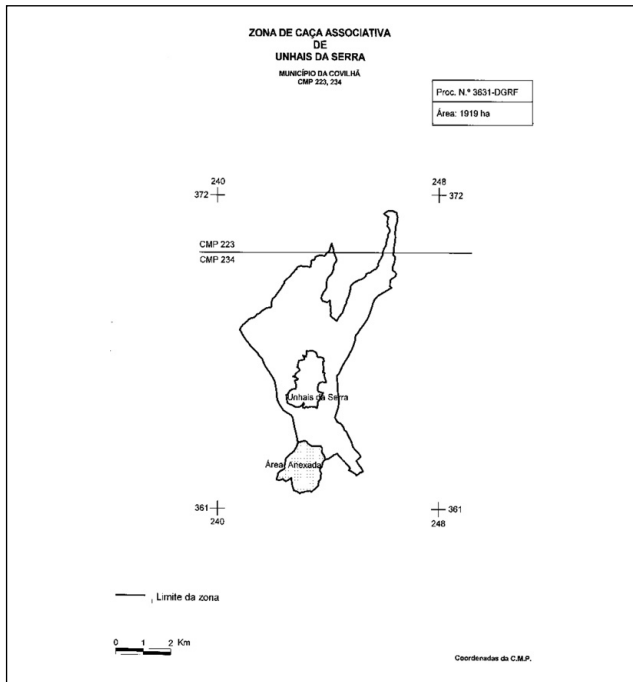 ZONA DE CAÇA ASSOCIATIVA
DE
UNHAIS DA SERRA
MUNICÍPIO DA COVILHÃ
CMP 223, 234
Proc. N.º 3631-DGRF
Área: 1919 ha
240
248
372
372
CMP 223
CMP 234
Unhais da Serra
Área Anexada
361
361
240
248
Limite da zona
0 1 2 Km
Coordenadas da C.M.P.